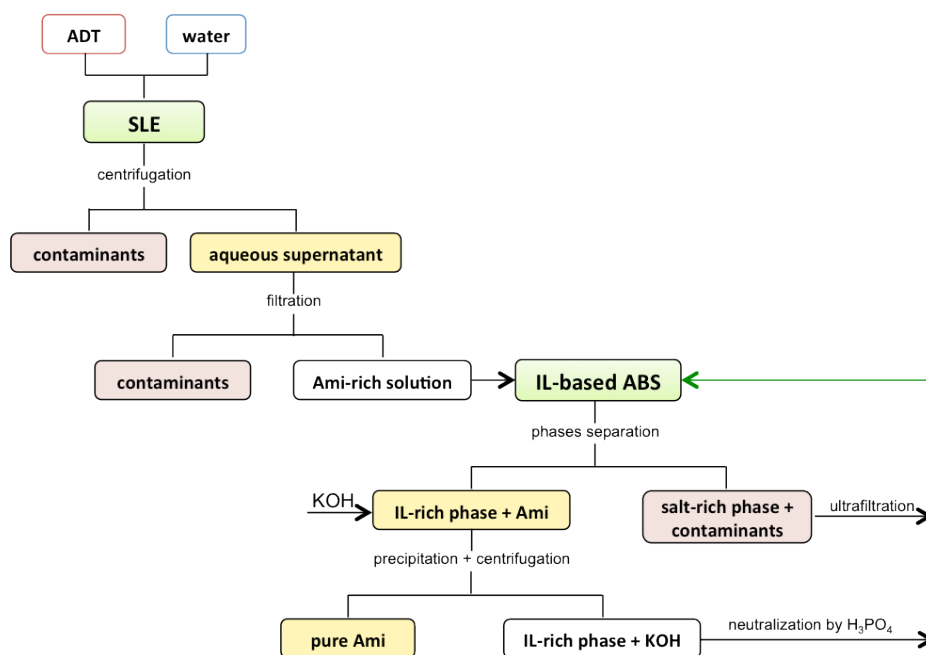 ADT
water
SLE
centrifugation
contaminants
aqueous supernatant
filtration
contaminants
Ami-rich solution
IL-based ABS
phases separation
KOH
IL-rich phase + Ami
salt-rich phase +
contaminants
ultrafiltration
precipitation + centrifugation
pure Ami
IL-rich phase + KOH
neutralization by H₃PO₄